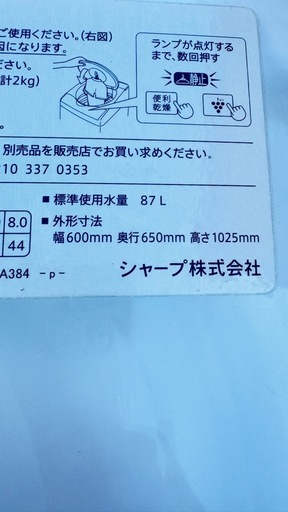 ご使用ください。(右図)
因になります。
ださい。
計2kg)
ランプが点灯する
まで、数回押す
静止
便利
乾燥
別売品を販売店でお買い求めください。
10 337 0353
■ 標準使用水量 87L
8.0
44
■ 外形寸法
幅600mm 奥行650mm 高さ1025mm
A384 -p-
シャープ株式会社